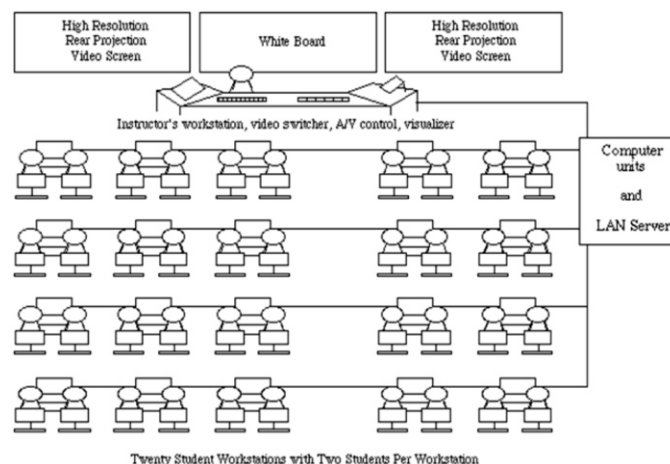 High Resolution
Rear Projection
Video Screen
White Board
High Resolution
Rear Projection
Video Screen
Instructor's workstation, video switcher, A/V control, visualizer
Computer
units
and
LAN Server
Twenty Student Workstations with Two Students Per Workstation